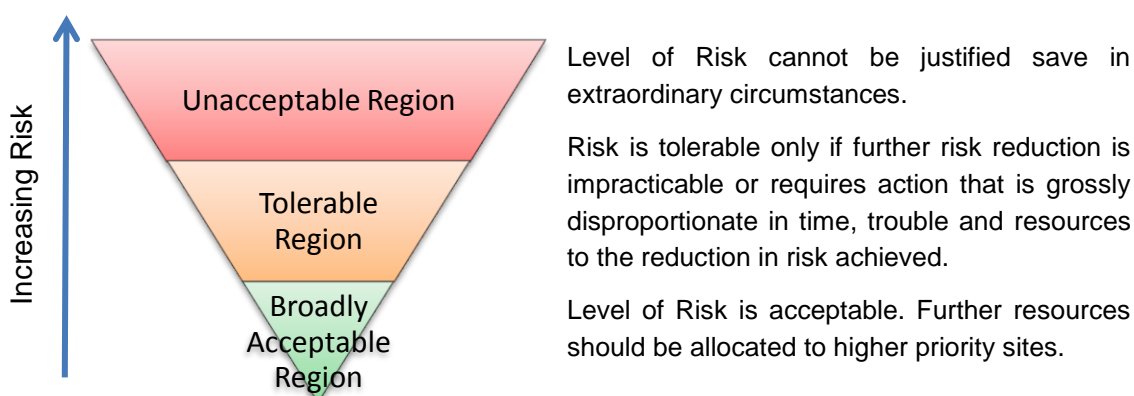 Increasing Risk
Unacceptable Region
Level of Risk cannot be justified save in
extraordinary circumstances.
Tolerable
Region
Risk is tolerable only if further risk reduction is
impracticable or requires action that is grossly
disproportionate in time, trouble and resources
to the reduction in risk achieved.
Broadly
Acceptable
Region
Level of Risk is acceptable. Further resources
should be allocated to higher priority sites.